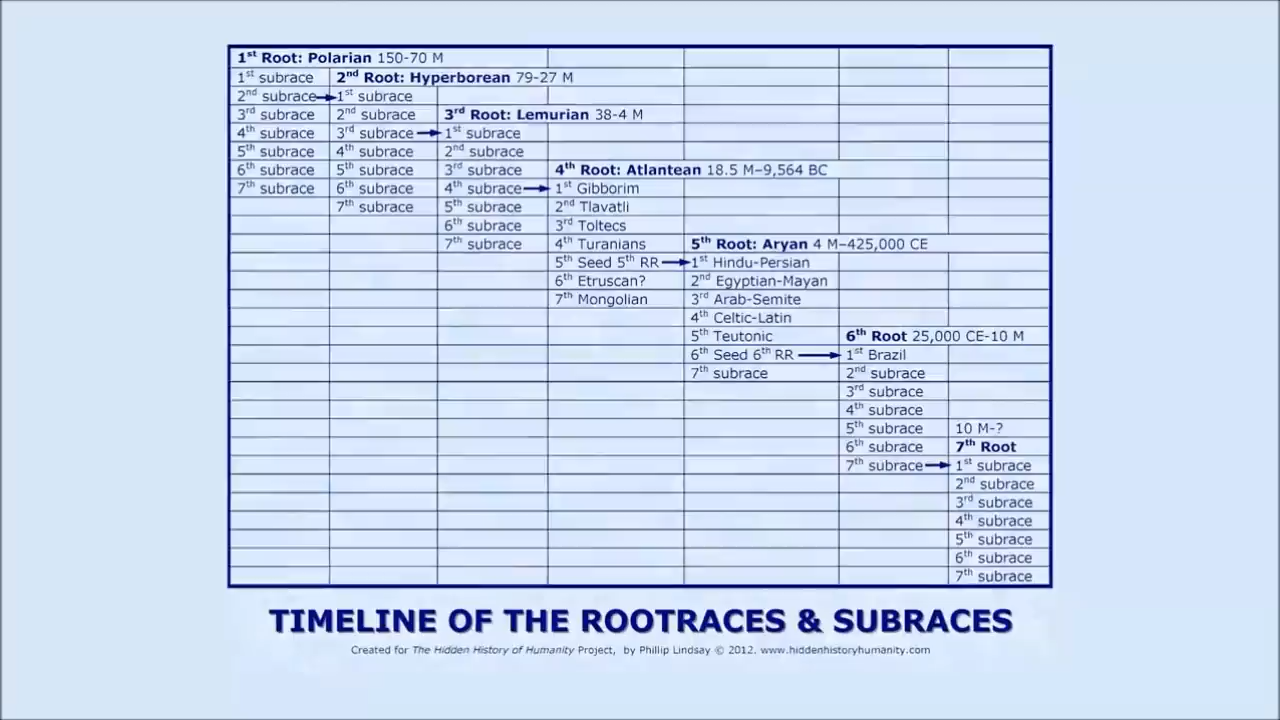 1st Root: Polarian 150-70 M
1st subrace 2nd Root: Hyperborean 79-27 M
2nd subrace 1st subrace
3rd subrace 2nd subrace 3rd Root: Lemurian 38-4 M
4th subrace 3rd subrace 1st subrace
5th subrace 4th subrace 2nd subrace
6th subrace 5th subrace 3rd subrace 4th Root: Atlantean 18.5 M–9,564 BC
7th subrace 6th subrace 4th subrace 1st Gibborim
7th subrace 5th subrace 2nd Tlavatli
6th subrace 3rd Toltecs
7th subrace 4th Turanians 5th Root: Aryan 4 M–425,000 CE
5th Seed 5th RR 1st Hindu-Persian
6th Etruscan? 2nd Egyptian-Mayan
7th Mongolian 3rd Arab-Semite
4th Celtic-Latin
5th Teutonic 6th Root 25,000 CE-10 M
6th Seed 6th RR 1st Brazil
7th subrace 2nd subrace
3rd subrace
4th subrace
5th subrace 10 M-?
6th subrace 7th Root
7th subrace 1st subrace
2nd subrace
3rd subrace
4th subrace
5th subrace
6th subrace
7th subrace
TIMELINE OF THE ROOTRACES & SUBRACES
Created for The Hidden History of Humanity Project, by Phillip Lindsay © 2012. www.hiddenhistoryhumanity.com